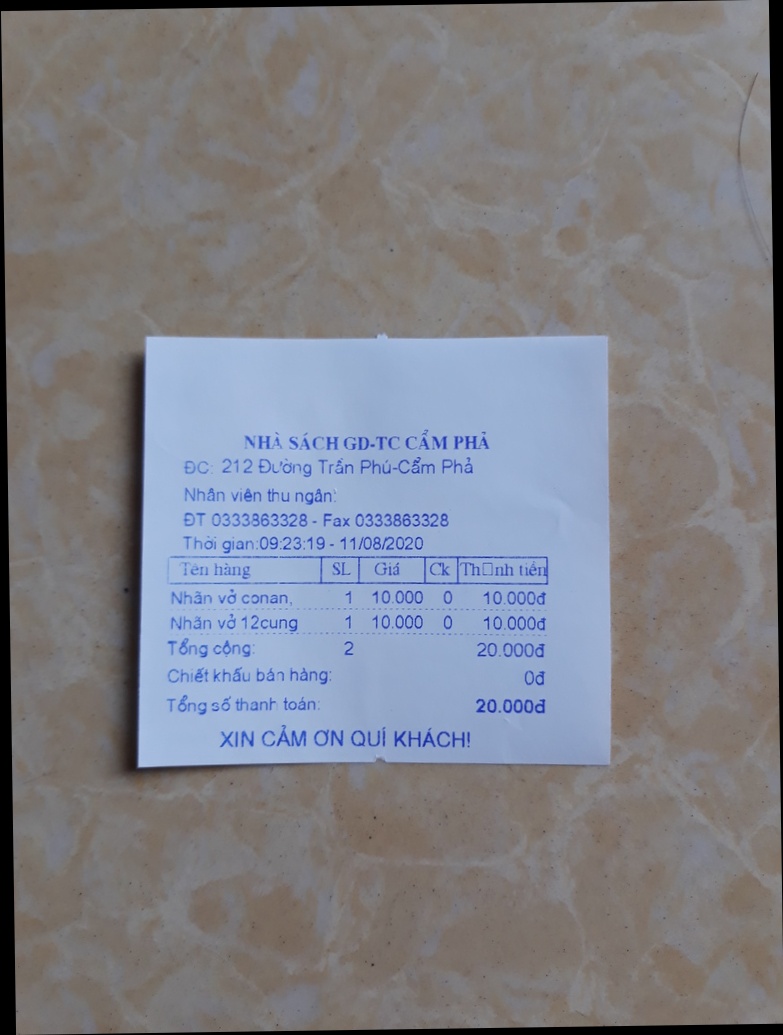 NHÀ SÁCH GD-TC CẨM PHẢ
ĐC: 212 Đường Trần Phú-Cẩm Phả
Nhân viên thu ngân:
ĐT 0333863328 - Fax 0333863328
Thời gian:09:23:19 - 11/08/2020
Tên hàng SL Giá Ck Th□nh tiền
Nhãn vở conan, 1 10.000 0 10.000đ
Nhãn vở 12cung 1 10.000 0 10.000đ
Tổng cộng: 2 20.000đ
Chiết khấu bán hàng: 0đ
Tổng số thanh toán: 20.000đ
XIN CẢM ƠN QUÍ KHÁCH!